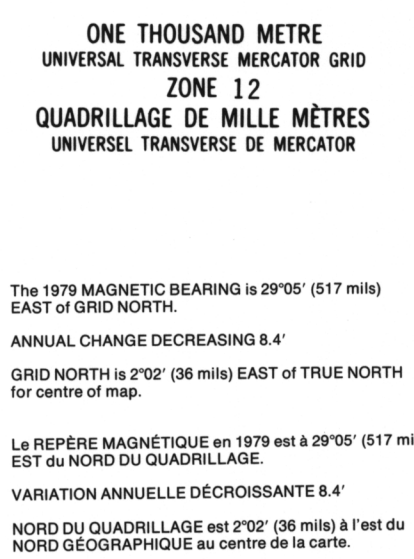 ONE THOUSAND METRE
UNIVERSAL TRANSVERSE MERCATOR GRID
ZONE 12
QUADRILLAGE DE MILLE MÈTRES
UNIVERSEL TRANSVERSE DE MERCATOR
The 1979 MAGNETIC BEARING is 29°05′ (517 mils)
EAST of GRID NORTH.
ANNUAL CHANGE DECREASING 8.4′
GRID NORTH is 2°02′ (36 mils) EAST of TRUE NORTH
for centre of map.
Le REPÈRE MAGNÉTIQUE en 1979 est à 29°05′ (517 mi
EST du NORD DU QUADRILLAGE.
VARIATION ANNUELLE DÉCROISSANTE 8.4′
NORD DU QUADRILLAGE est 2°02′ (36 mils) à l'est du
NORD GÉOGRAPHIQUE au centre de la carte.